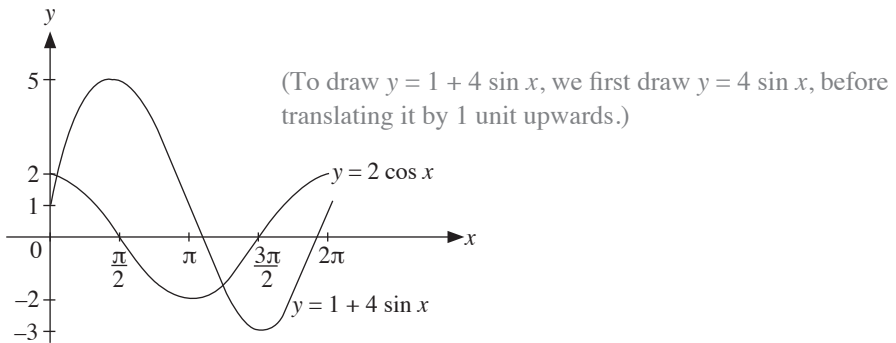 y
5
(To draw y = 1 + 4 sin x, we first draw y = 4 sin x, before
translating it by 1 unit upwards.)
2
y = 2 cos x
1
x
0
π/2
π
3π/2
2π
–2
y = 1 + 4 sin x
–3